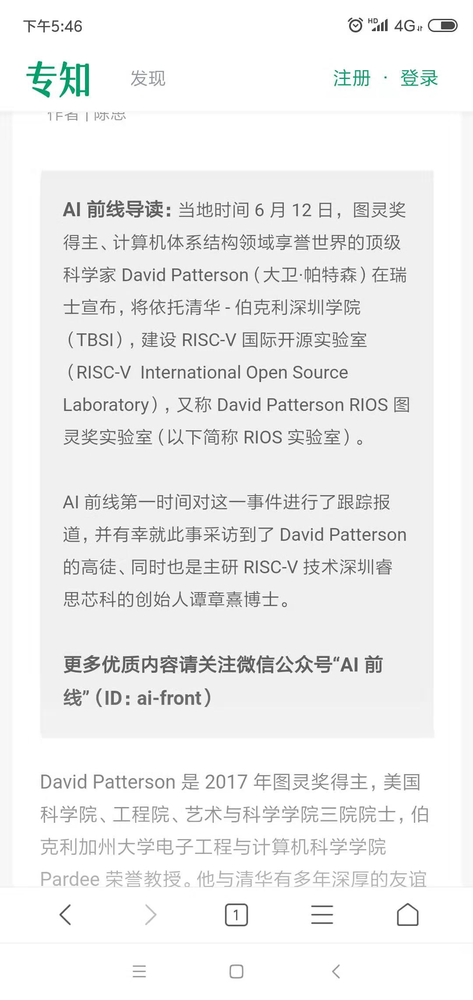 下午5:46
HD 4G
专知 发现 注册 · 登录
作者 | 陈思
AI 前线导读：当地时间 6 月 12 日，图灵奖
得主、计算机体系结构领域享誉世界的顶级
科学家 David Patterson（大卫·帕特森）在瑞
士宣布，将依托清华 - 伯克利深圳学院
（TBSI），建设 RISC-V 国际开源实验室
（RISC-V International Open Source
Laboratory），又称 David Patterson RIOS 图
灵奖实验室（以下简称 RIOS 实验室）。
AI 前线第一时间对这一事件进行了跟踪报
道，并有幸就此事采访到了 David Patterson
的高徒、同时也是主研 RISC-V 技术深圳睿
思芯科的创始人谭章熹博士。
更多优质内容请关注微信公众号“AI 前
线”（ID：ai-front）
David Patterson 是 2017 年图灵奖得主，美国
科学院、工程院、艺术与科学学院三院院士，伯
克利加州大学电子工程与计算机科学学院
Pardee 荣誉教授。他与清华有多年深厚的友谊
1